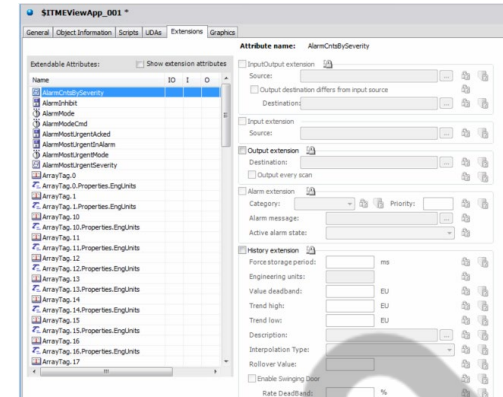 $ITMEViewApp_001 *
General Object Information Scripts UDAs Extensions Graphics
Attribute name: AlarmCntsBySeverity
Extendable Attributes: Show extension attributes
Name IO I O
AlarmCntsBySeverity
AlarmInhibit
AlarmMode
AlarmModeCmd
AlarmMostUrgentAcked
AlarmMostUrgentInAlarm
AlarmMostUrgentMode
AlarmMostUrgentSeverity
ArrayTag.0
ArrayTag.0.Properties.EngUnits
ArrayTag.1
ArrayTag.1.Properties.EngUnits
ArrayTag.10
ArrayTag.10.Properties.EngUnits
ArrayTag.11
ArrayTag.11.Properties.EngUnits
ArrayTag.12
ArrayTag.12.Properties.EngUnits
ArrayTag.13
ArrayTag.13.Properties.EngUnits
ArrayTag.14
ArrayTag.14.Properties.EngUnits
ArrayTag.15
ArrayTag.15.Properties.EngUnits
ArrayTag.16
ArrayTag.16.Properties.EngUnits
ArrayTag.17
InputOutput extension
Source: ...
Output destination differs from input source
Destination: ...
Input extension
Source: ...
Output extension
Destination: ...
Output every scan
Alarm extension
Category: Priority:
Alarm message: ...
Active alarm state:
History extension
Force storage period: ms
Engineering units:
Value deadband: EU
Trend high: EU
Trend low: EU
Description: ...
Interpolation Type:
Rollover Value:
Enable Swinging Door
Rate DeadBand: %